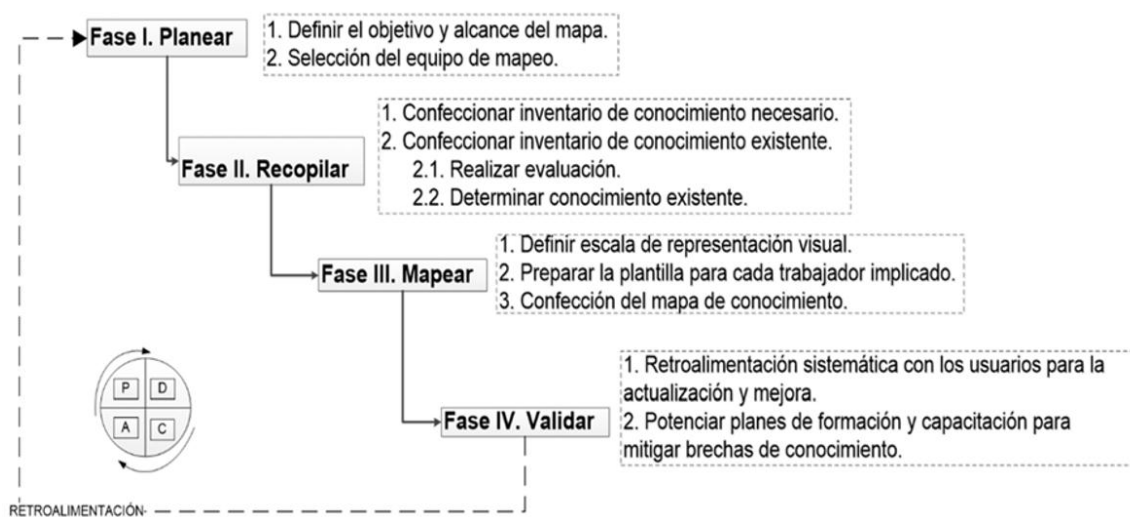 Fase I. Planear
1. Definir el objetivo y alcance del mapa.
2. Selección del equipo de mapeo.
Fase II. Recopilar
1. Confeccionar inventario de conocimiento necesario.
2. Confeccionar inventario de conocimiento existente.
2.1. Realizar evaluación.
2.2. Determinar conocimiento existente.
Fase III. Mapear
1. Definir escala de representación visual.
2. Preparar la plantilla para cada trabajador implicado.
3. Confección del mapa de conocimiento.
Fase IV. Validar
1. Retroalimentación sistemática con los usuarios para la
actualización y mejora.
2. Potenciar planes de formación y capacitación para
mitigar brechas de conocimiento.
P D
A C
RETROALIMENTACIÓN